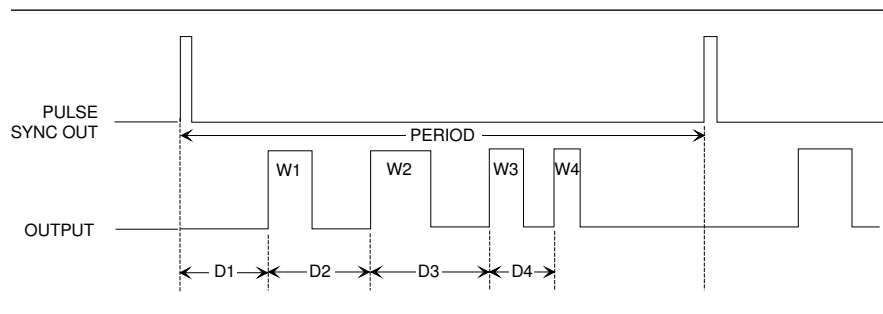 PULSE
SYNC OUT
PERIOD
W1
W2
W3
W4
OUTPUT
D1
D2
D3
D4